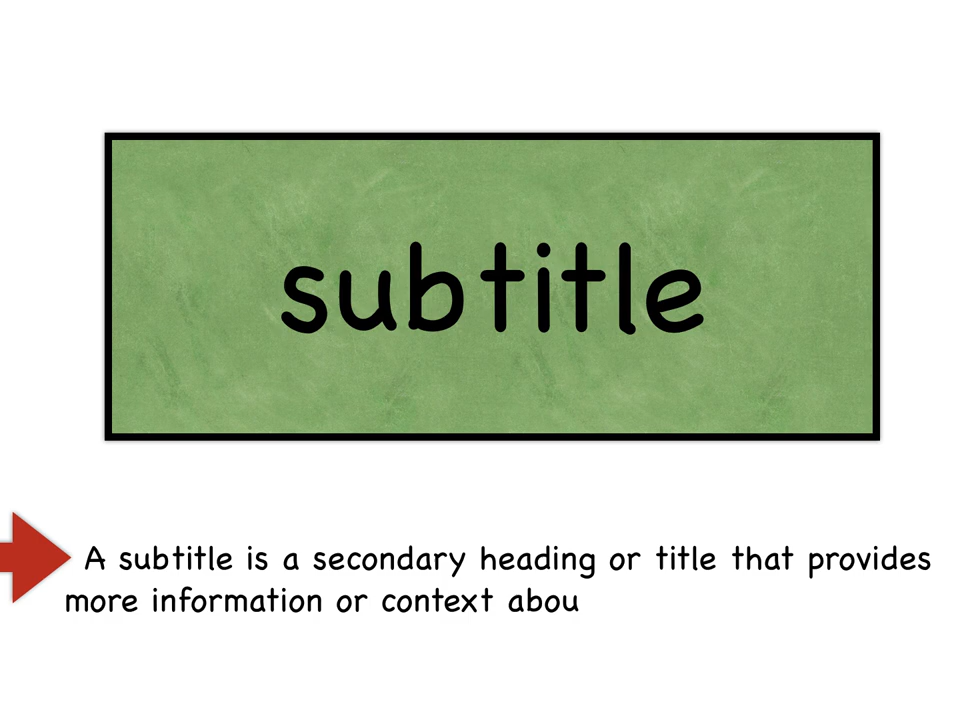 subtitle
A subtitle is a secondary heading or title that provides
more information or context abou